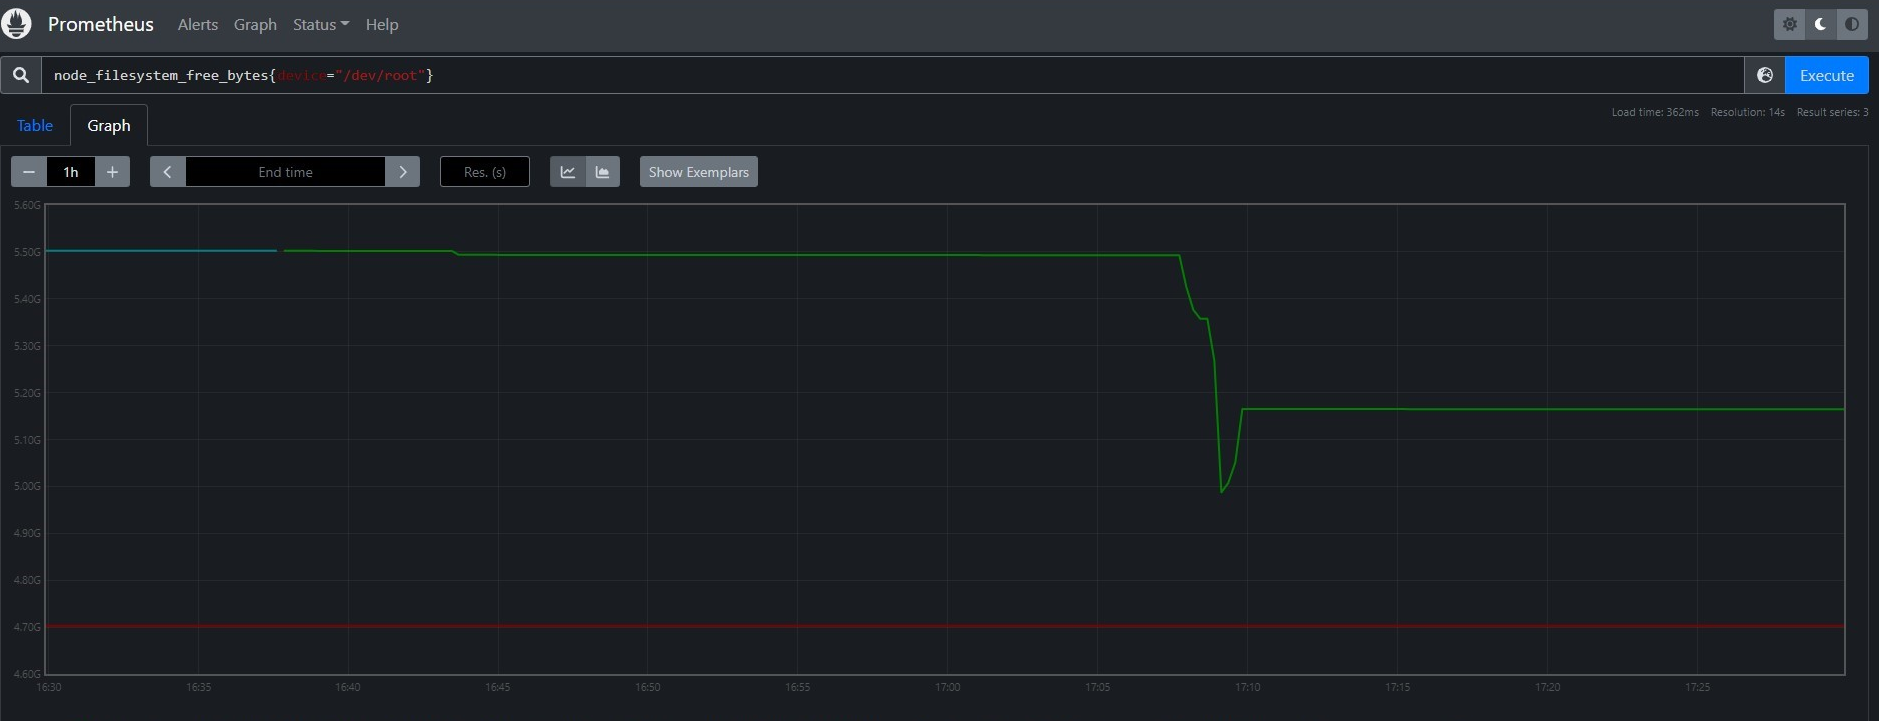 Prometheus Alerts Graph Status Help
node_filesystem_free_bytes{device="/dev/root"} Execute
Table Graph Load time: 362ms Resolution: 14s Result series: 3
1h End time Res. (s) Show Exemplars
5.60G
5.50G
5.40G
5.30G
5.20G
5.10G
5.00G
4.90G
4.80G
4.70G
4.60G
16:30 16:35 16:40 16:45 16:50 16:55 17:00 17:05 17:10 17:15 17:20 17:25